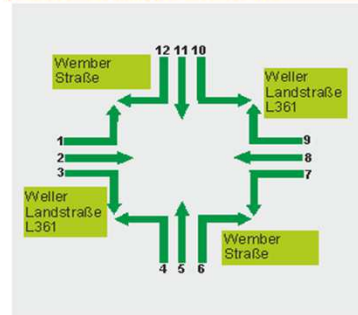 12 11 10
Wember
Straße
Weller
Landstraße
L361
1
2
3
9
8
7
Weller
Landstraße
L361
Wember
Straße
4 5 6